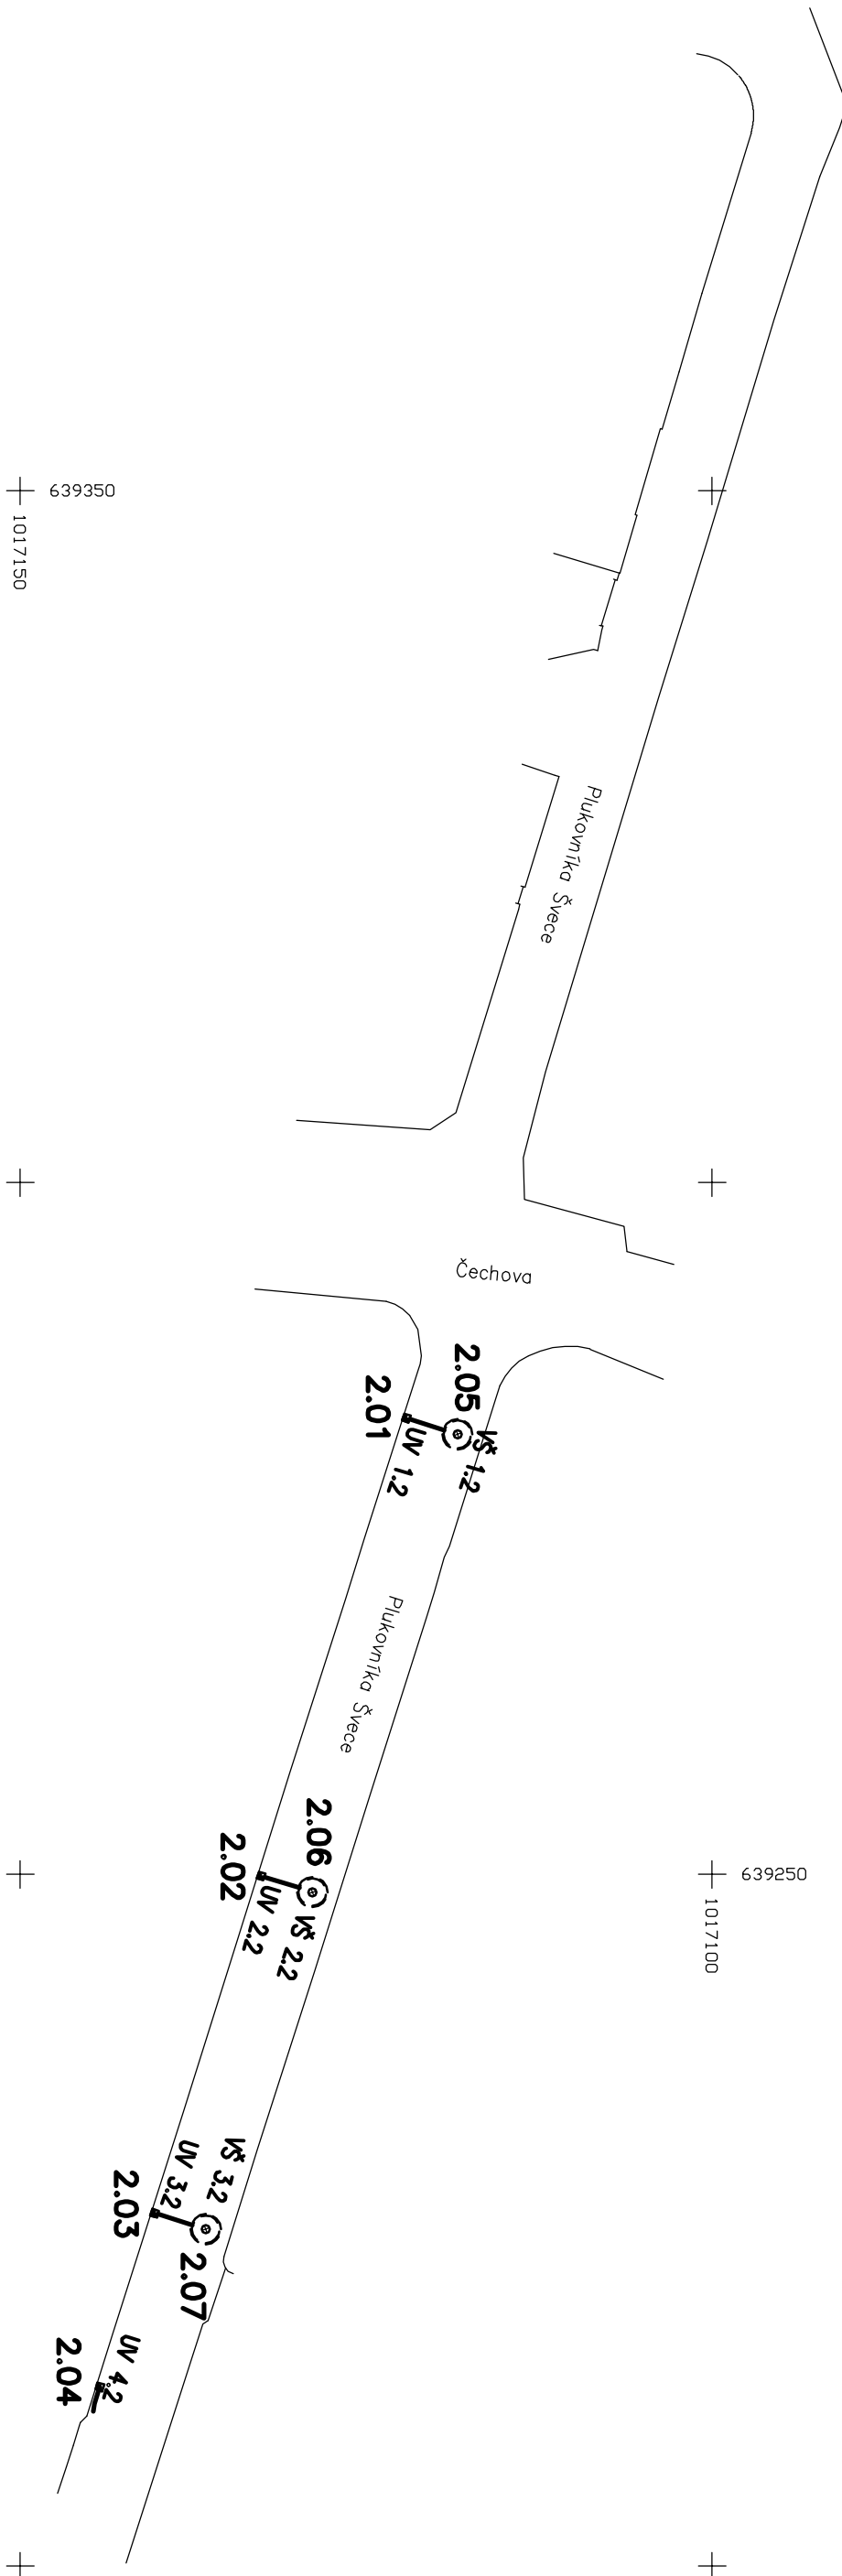 639350
1017150
Plukovníka Švece
Čechova
2.05
2.01
VŠ* 1.2
UV 1.2
Plukovníka Švece
2.06
2.02
639250
1017100
UV 2.2
VŠ* 2.2
VŠ* 3.2
UV 3.2
2.03
2.07
UV 4.2
2.04